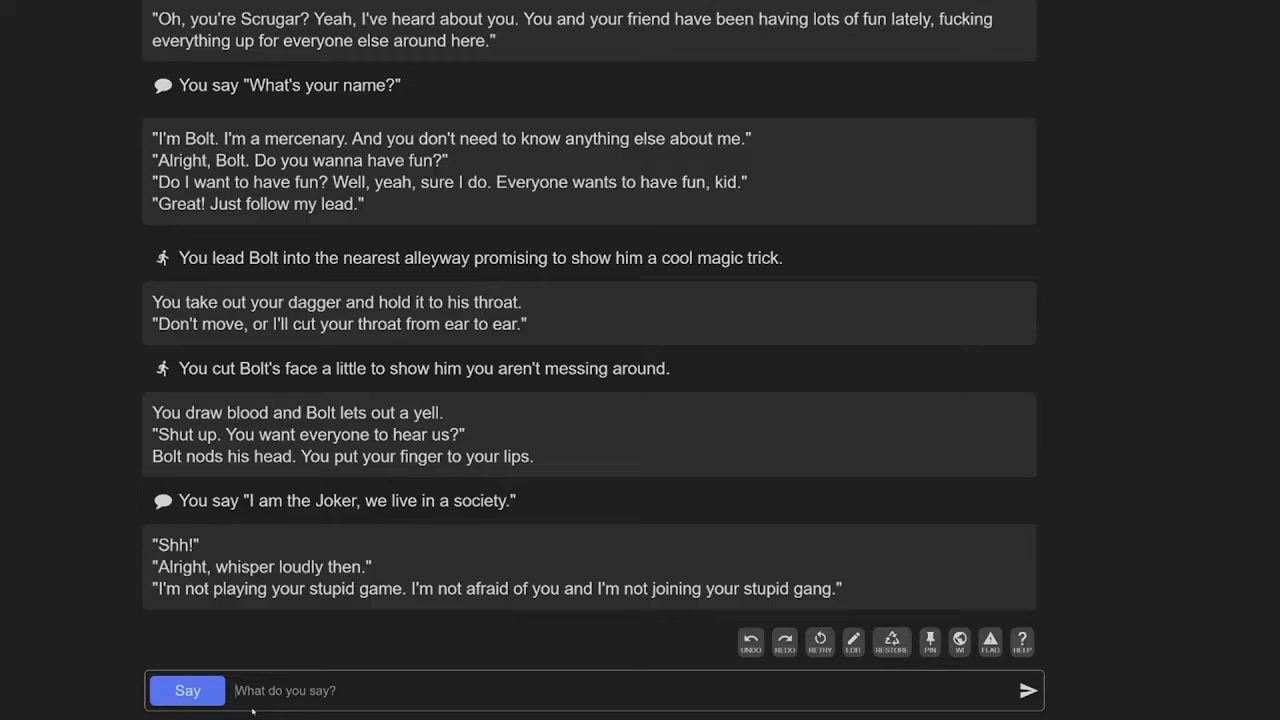 "Oh, you're Scrugar? Yeah, I've heard about you. You and your friend have been having lots of fun lately, fucking
everything up for everyone else around here."
You say "What's your name?"
"I'm Bolt. I'm a mercenary. And you don't need to know anything else about me."
"Alright, Bolt. Do you wanna have fun?"
"Do I want to have fun? Well, yeah, sure I do. Everyone wants to have fun, kid."
"Great! Just follow my lead."
You lead Bolt into the nearest alleyway promising to show him a cool magic trick.
You take out your dagger and hold it to his throat.
"Don't move, or I'll cut your throat from ear to ear."
You cut Bolt's face a little to show him you aren't messing around.
You draw blood and Bolt lets out a yell.
"Shut up. You want everyone to hear us?"
Bolt nods his head. You put your finger to your lips.
You say "I am the Joker, we live in a society."
"Shh!"
"Alright, whisper loudly then."
"I'm not playing your stupid game. I'm not afraid of you and I'm not joining your stupid gang."
UNDO REDO RETRY EDIT RESTORE PIN WI FLAG HELP
Say What do you say?